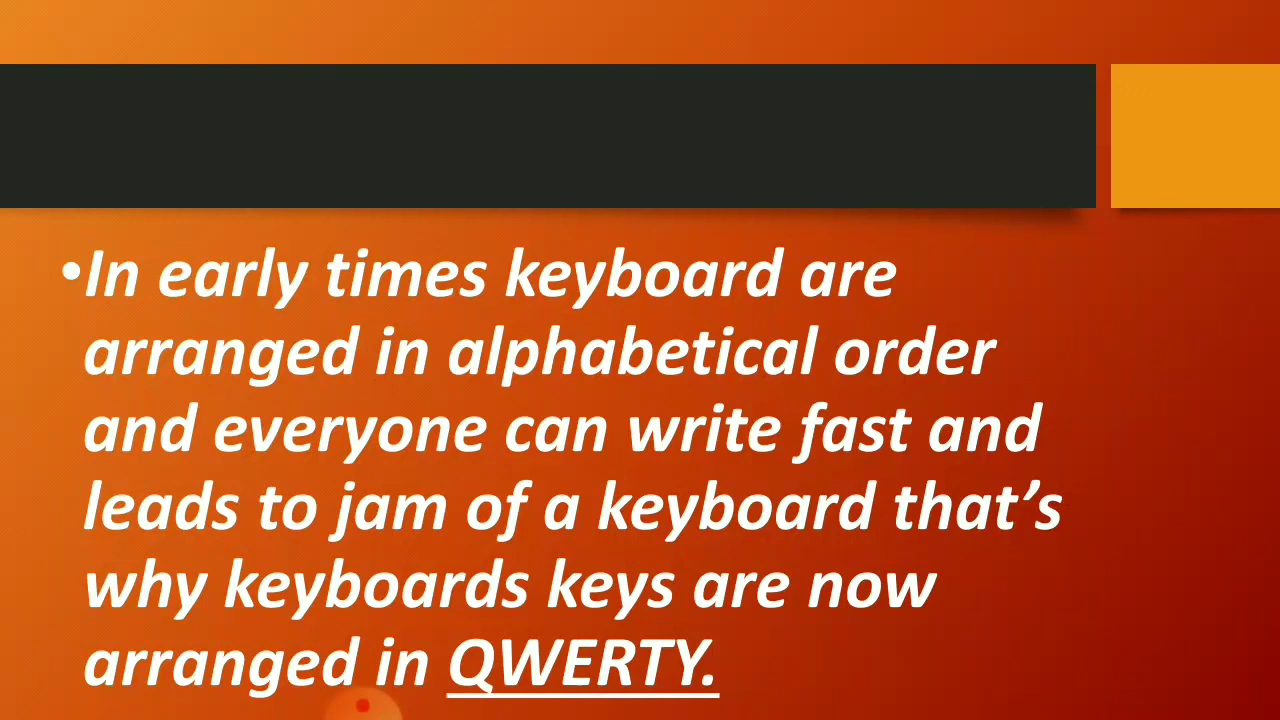 •In early times keyboard are
arranged in alphabetical order
and everyone can write fast and
leads to jam of a keyboard that’s
why keyboards keys are now
arranged in QWERTY.